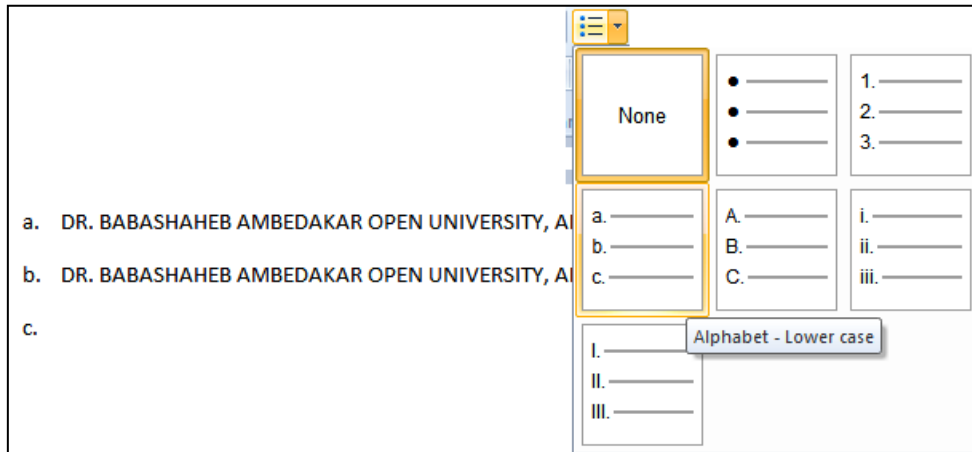 None
1.
2.
3.
a. DR. BABASHAHEB AMBEDAKAR OPEN UNIVERSITY,
b. DR. BABASHAHEB AMBEDAKAR OPEN UNIVERSITY,
c.
a.
b.
c.
A.
B.
C.
i.
ii.
iii.
Alphabet - Lower case
I.
II.
III.